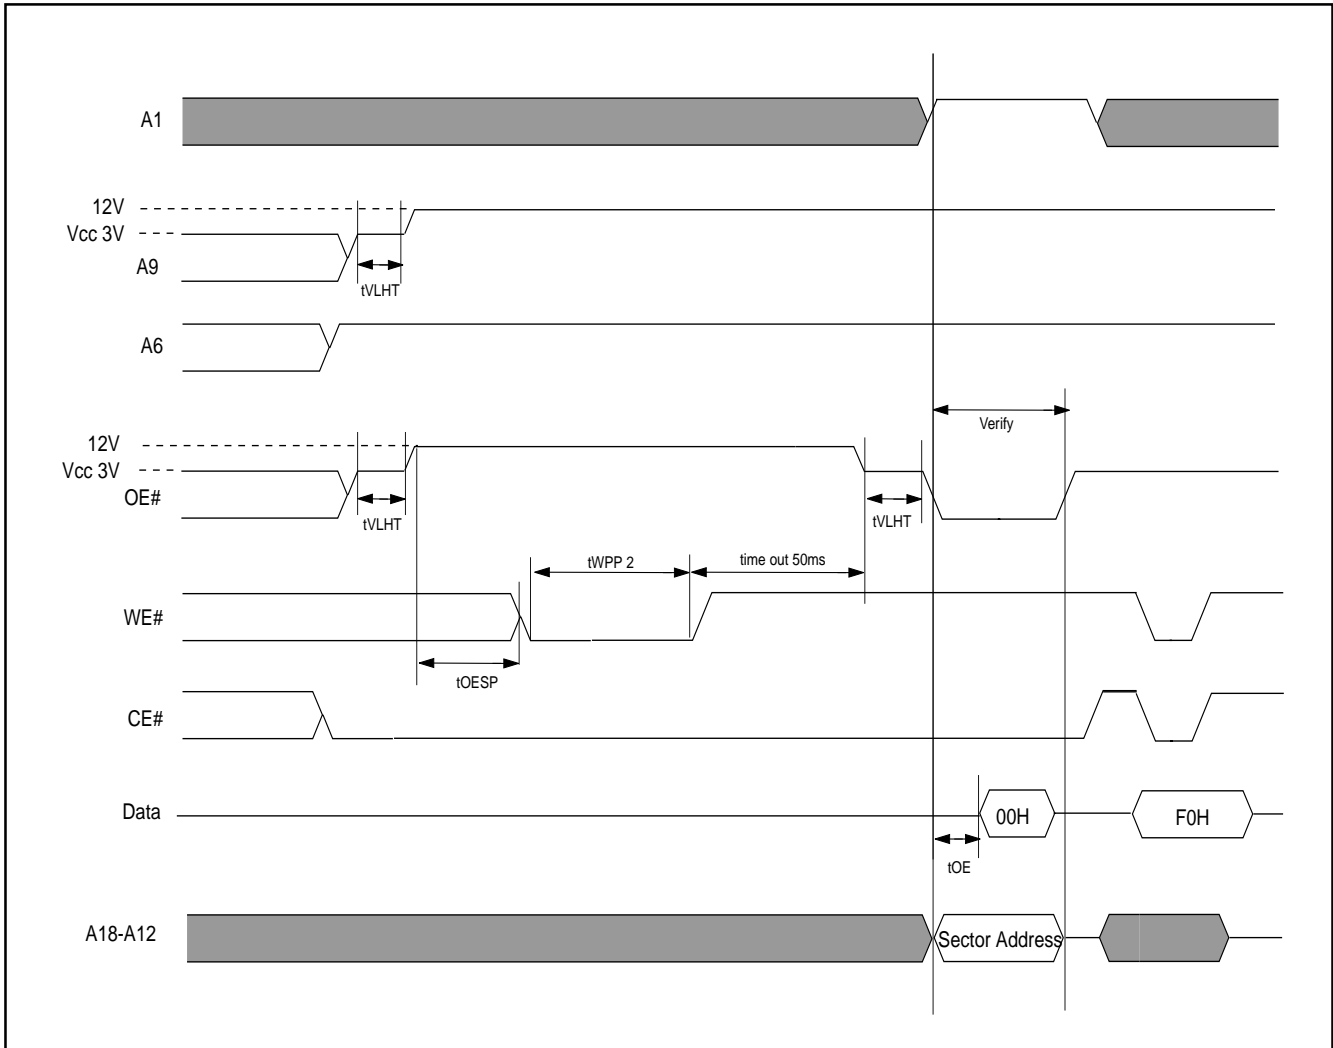 A1
12V
Vcc 3V
A9
tVLHT
A6
Verify
12V
Vcc 3V
OE#
tVLHT
tVLHT
tWPP 2
time out 50ms
WE#
tOESP
CE#
Data
00H
F0H
tOE
A18-A12
Sector Address